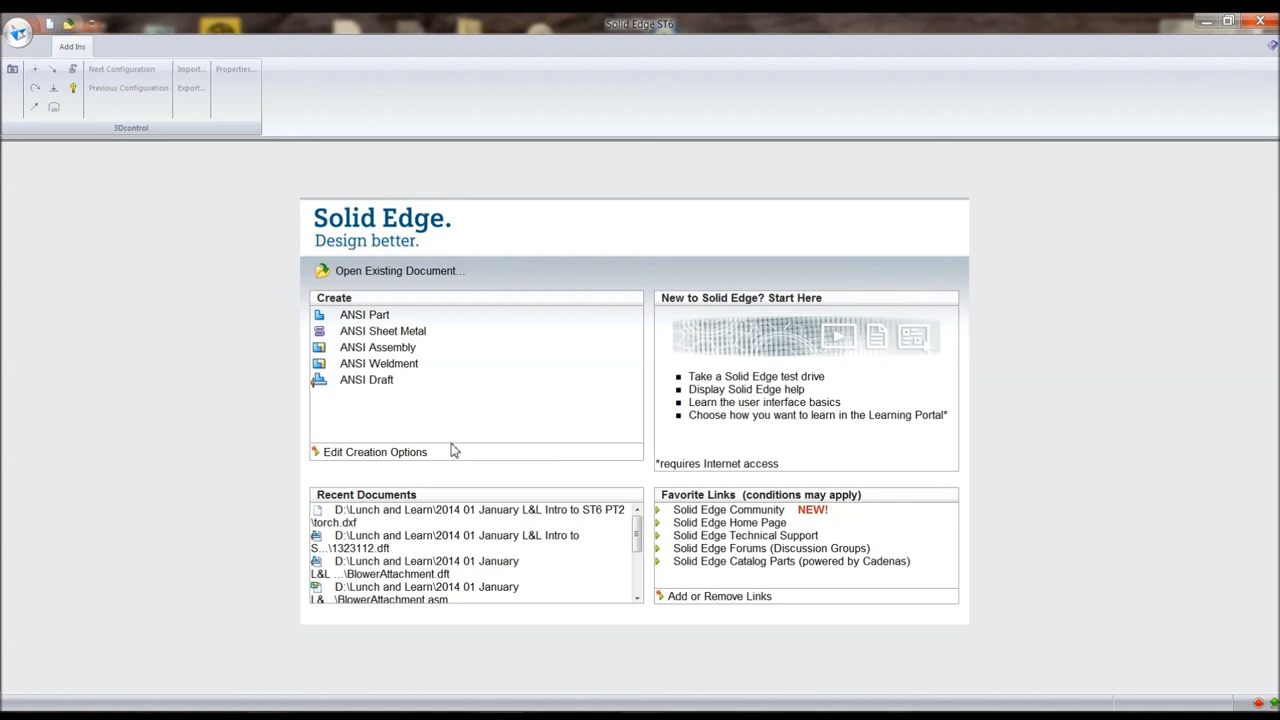 Solid Edge ST6
Add Ins
Next Configuration
Import...
Properties...
Previous Configuration
Export...
3Dcontrol
Solid Edge.
Design better.
Open Existing Document...
Create
ANSI Part
ANSI Sheet Metal
ANSI Assembly
ANSI Weldment
ANSI Draft
Edit Creation Options
New to Solid Edge? Start Here
Take a Solid Edge test drive
Display Solid Edge help
Learn the user interface basics
Choose how you want to learn in the Learning Portal*
*requires Internet access
Recent Documents
D:\Lunch and Learn\2014 01 January L&L Intro to ST6 PT2
\torch.dxf
D:\Lunch and Learn\2014 01 January L&L Intro to
S...\1323112.dft
D:\Lunch and Learn\2014 01 January
L&L ...\BlowerAttachment.dft
D:\Lunch and Learn\2014 01 January
L& ...\BlowerAttachment.asm
Favorite Links (conditions may apply)
Solid Edge Community NEW!
Solid Edge Home Page
Solid Edge Technical Support
Solid Edge Forums (Discussion Groups)
Solid Edge Catalog Parts (powered by Cadenas)
Add or Remove Links